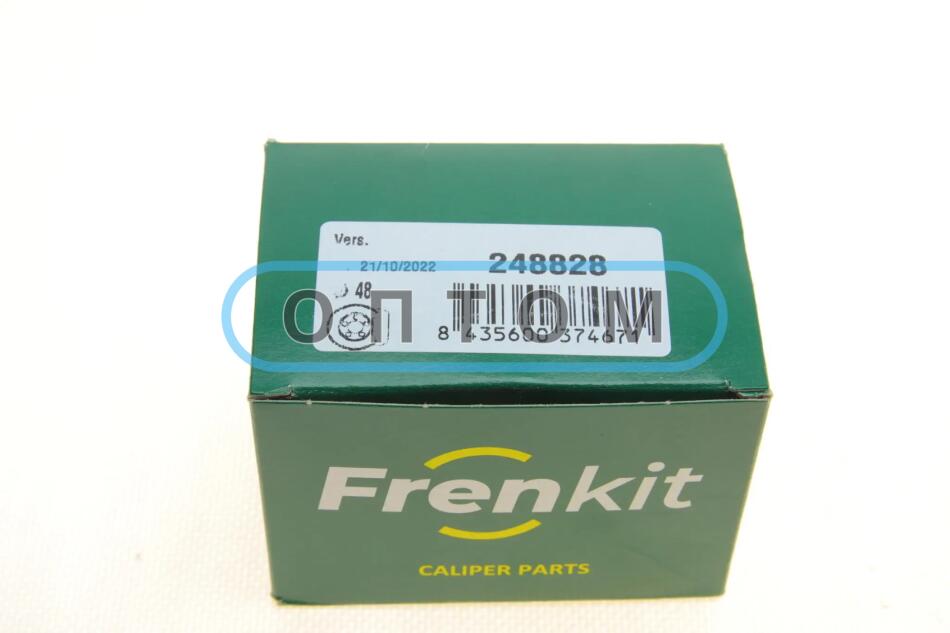 Vers.
21/10/2022 248828
48
ОПТОМ
8 435600 374671
Frenkit
CALIPER PARTS